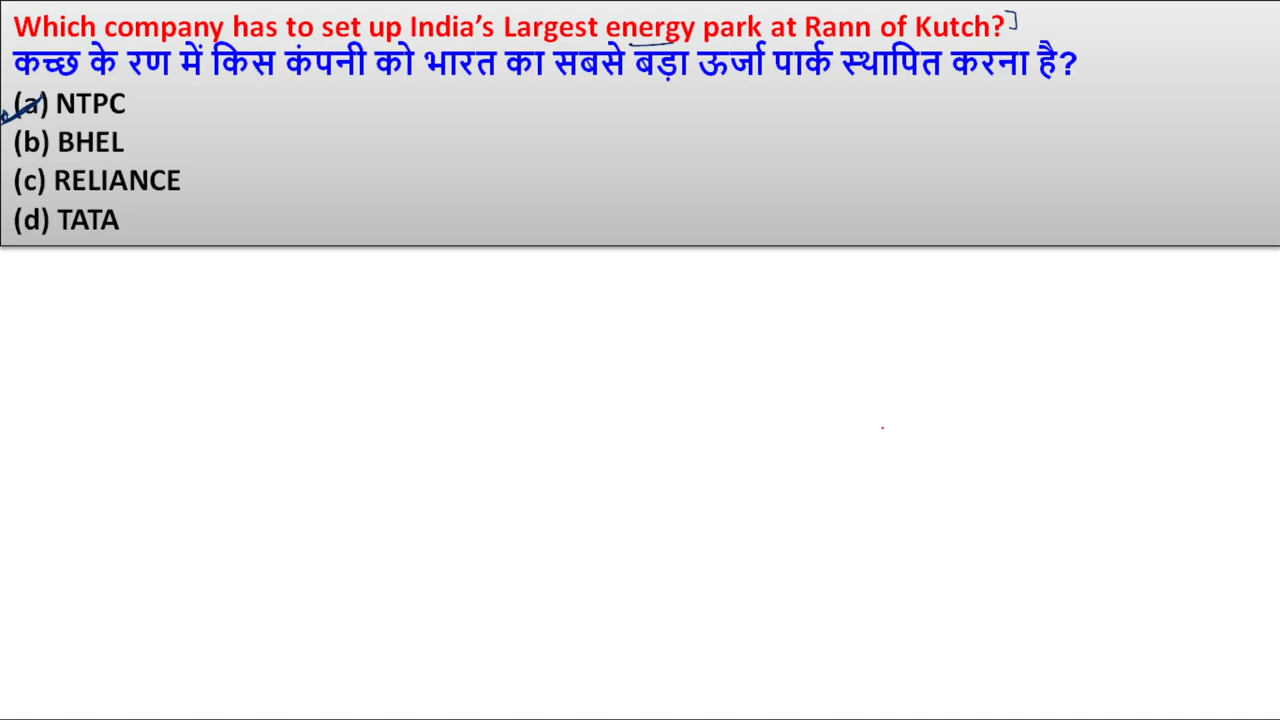 Which company has to set up India’s Largest energy park at Rann of Kutch?
कच्छ के रण में किस कंपनी को भारत का सबसे बड़ा ऊर्जा पार्क स्थापित करना है?
(a) NTPC
(b) BHEL
(c) RELIANCE
(d) TATA